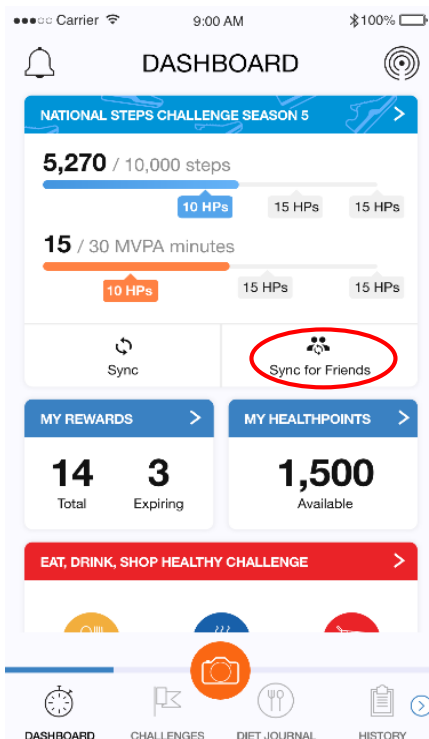 Carrier 9:00 AM 100%
DASHBOARD
NATIONAL STEPS CHALLENGE SEASON 5
5,270 / 10,000 steps
10 HPs 15 HPs 15 HPs
15 / 30 MVPA minutes
10 HPs 15 HPs 15 HPs
Sync Sync for Friends
MY REWARDS MY HEALTHPOINTS
14 3 1,500
Total Expiring Available
EAT, DRINK, SHOP HEALTHY CHALLENGE
DASHBOARD CHALLENGES DIET JOURNAL HISTORY